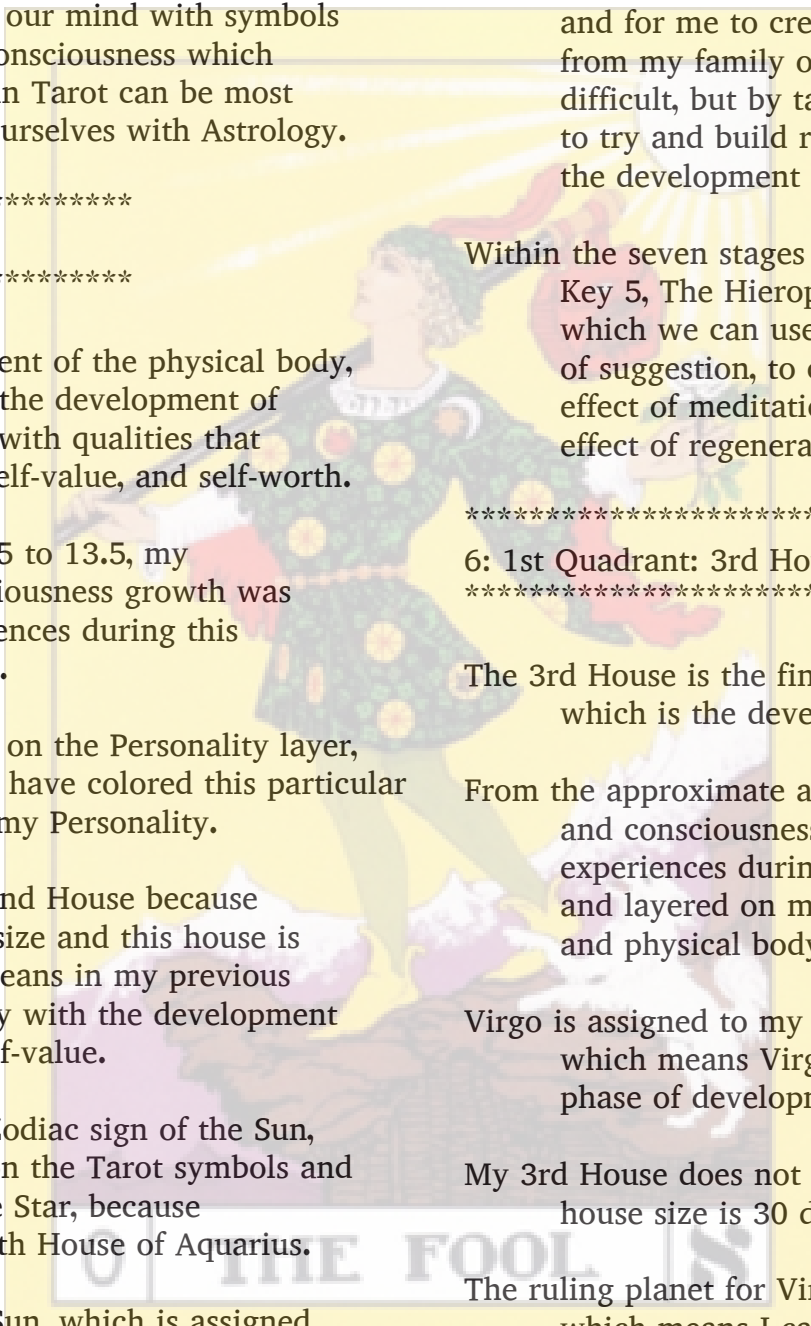 our mind with symbols
onsciousness which
n Tarot can be most
urselves with Astrology.
*********
*********
ent of the physical body,
the development of
with qualities that
elf-value, and self-worth.
5 to 13.5, my
iousness growth was
ences during this
.
on the Personality layer,
have colored this particular
my Personality.
nd House because
size and this house is
eans in my previous
y with the development
f-value.
Zodiac sign of the Sun,
n the Tarot symbols and
e Star, because
th House of Aquarius.
Sun, which is assigned
and for me to cre
from my family o
difficult, but by ta
to try and build r
the development
Within the seven stages
Key 5, The Hierop
which we can use
of suggestion, to
effect of meditatio
effect of regenera
**********************
6: 1st Quadrant: 3rd Ho
**********************
The 3rd House is the fin
which is the deve
From the approximate a
and consciousness
experiences durin
and layered on m
and physical body
Virgo is assigned to my
which means Virg
phase of developm
My 3rd House does not
house size is 30 d
The ruling planet for Vir
which means I ca
0 THE FOOL א